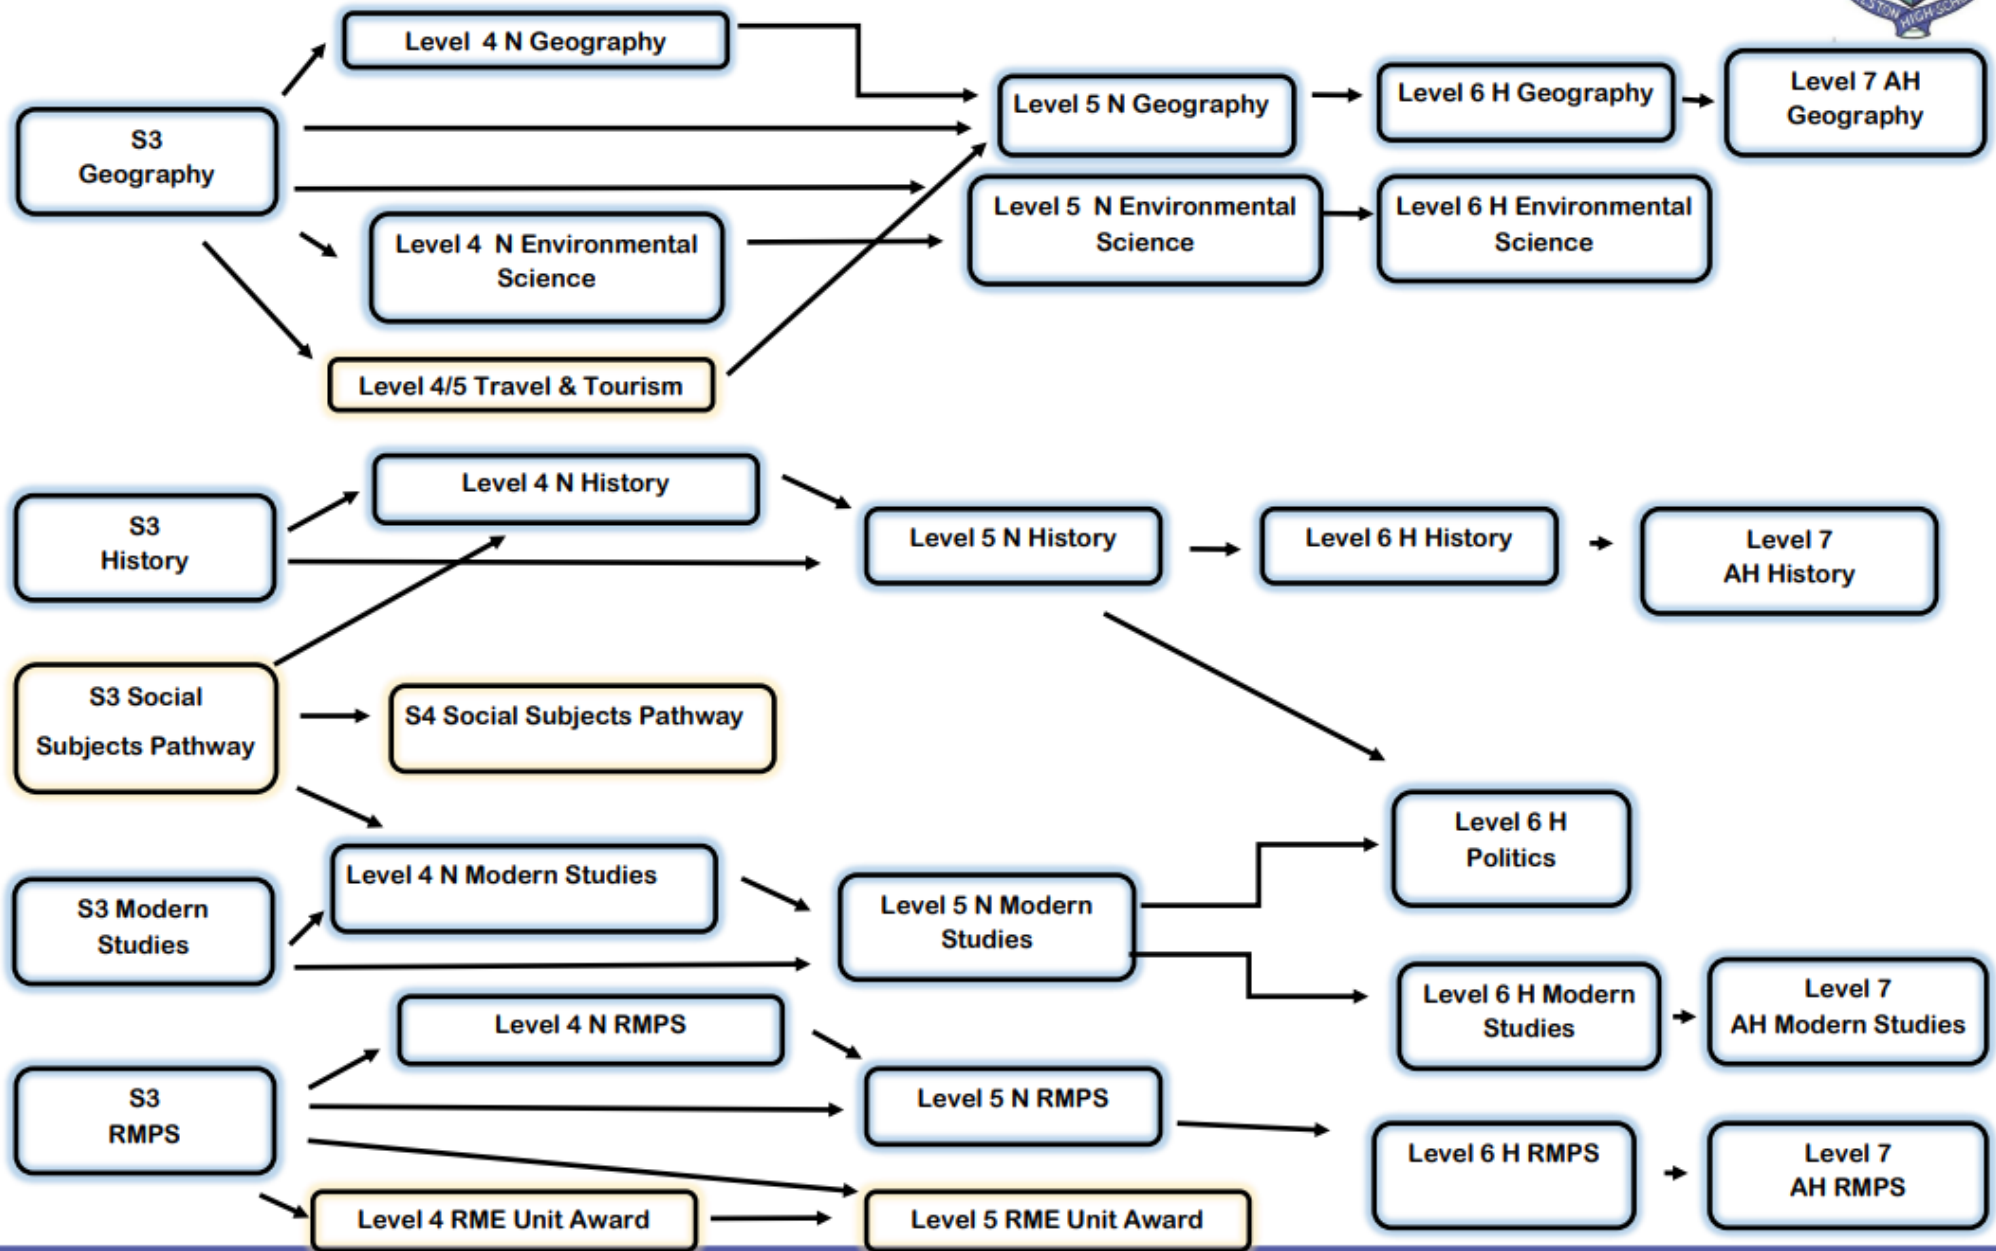 Level 4 N Geography
S3
Geography
Level 5 N Geography
Level 6 H Geography
Level 7 AH
Geography
Level 4 N Environmental
Science
Level 5 N Environmental
Science
Level 6 H Environmental
Science
Level 4/5 Travel & Tourism
S3
History
Level 4 N History
Level 5 N History
Level 6 H History
Level 7
AH History
S3 Social
Subjects Pathway
S4 Social Subjects Pathway
Level 4 N Modern Studies
S3 Modern
Studies
Level 5 N Modern
Studies
Level 6 H
Politics
Level 6 H Modern
Studies
Level 7
AH Modern Studies
Level 4 N RMPS
S3
RMPS
Level 5 N RMPS
Level 6 H RMPS
Level 7
AH RMPS
Level 4 RME Unit Award
Level 5 RME Unit Award